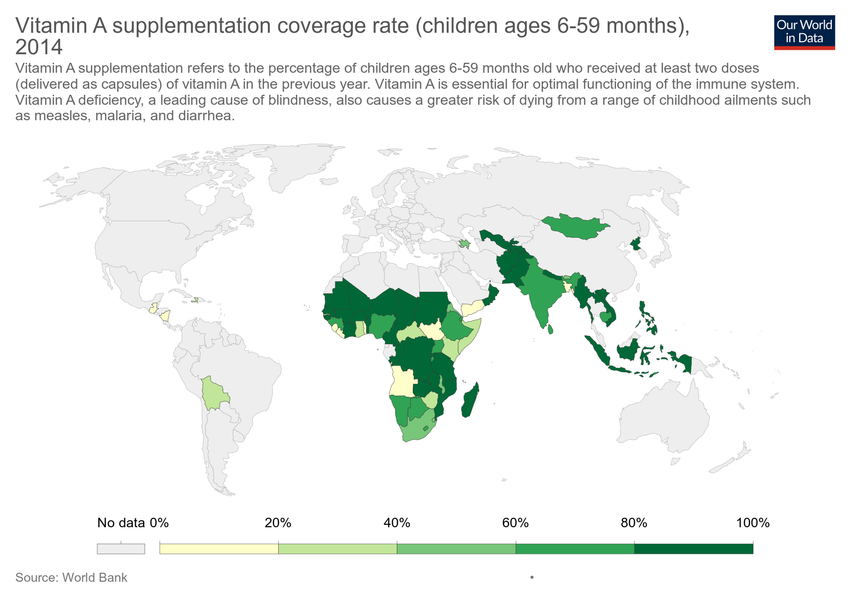 Vitamin A supplementation coverage rate (children ages 6-59 months),
2014
Our World
in Data
Vitamin A supplementation refers to the percentage of children ages 6-59 months old who received at least two doses
(delivered as capsules) of vitamin A in the previous year. Vitamin A is essential for optimal functioning of the immune system.
Vitamin A deficiency, a leading cause of blindness, also causes a greater risk of dying from a range of childhood ailments such
as measles, malaria, and diarrhea.
No data 0% 20% 40% 60% 80% 100%
Source: World Bank